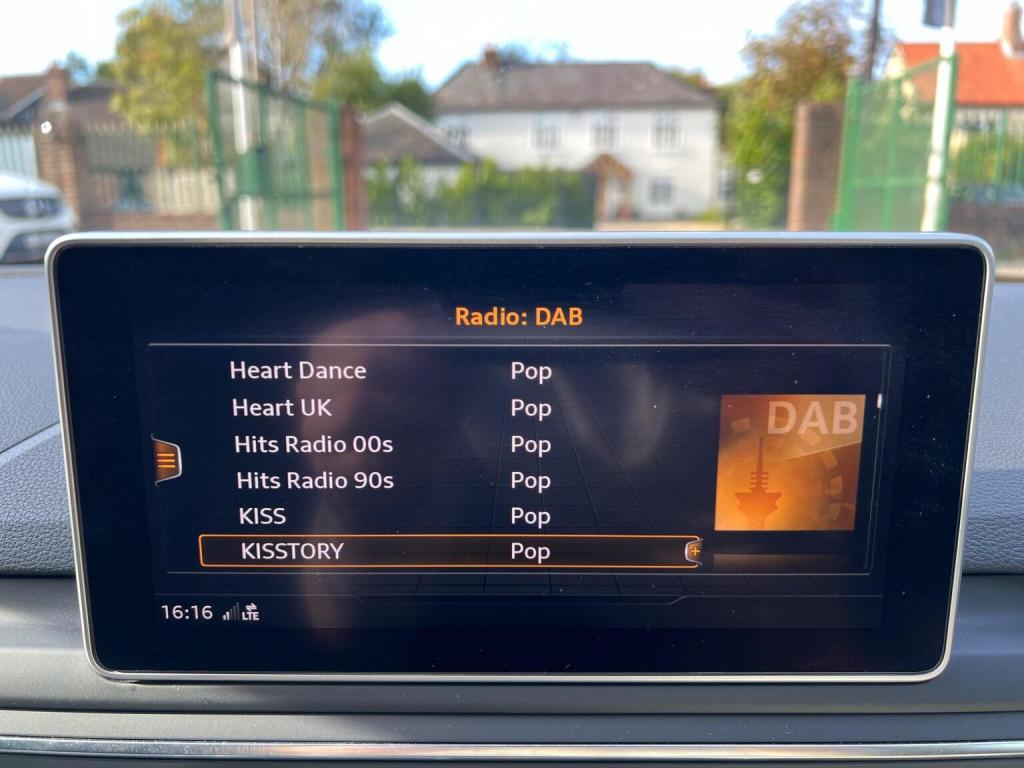 Radio: DAB
Heart Dance Pop
Heart UK Pop
Hits Radio 00s Pop
Hits Radio 90s Pop
KISS Pop
KISSTORY Pop
DAB
16:16 LTE